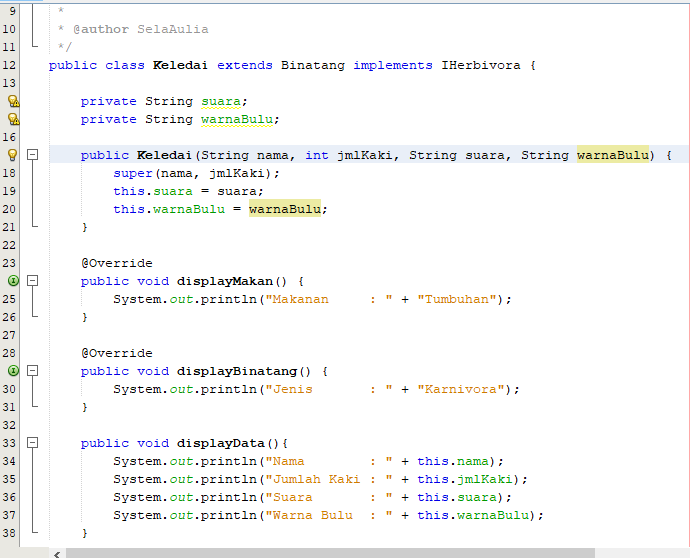 9 *
10 * @author SelaAulia
11 */
12 public class Keledai extends Binatang implements IHerbivora {
13
private String suara;
private String warnaBulu;
16
public Keledai(String nama, int jmlKaki, String suara, String warnaBulu) {
18 super(nama, jmlKaki);
19 this.suara = suara;
20 this.warnaBulu = warnaBulu;
21 }
22
23 @Override
public void displayMakan() {
25 System.out.println("Makanan     : " + "Tumbuhan");
26 }
27
28 @Override
public void displayBinatang() {
30 System.out.println("Jenis       : " + "Karnivora");
31 }
32
33 public void displayData(){
34 System.out.println("Nama        : " + this.nama);
35 System.out.println("Jumlah Kaki : " + this.jmlKaki);
36 System.out.println("Suara       : " + this.suara);
37 System.out.println("Warna Bulu  : " + this.warnaBulu);
38 }